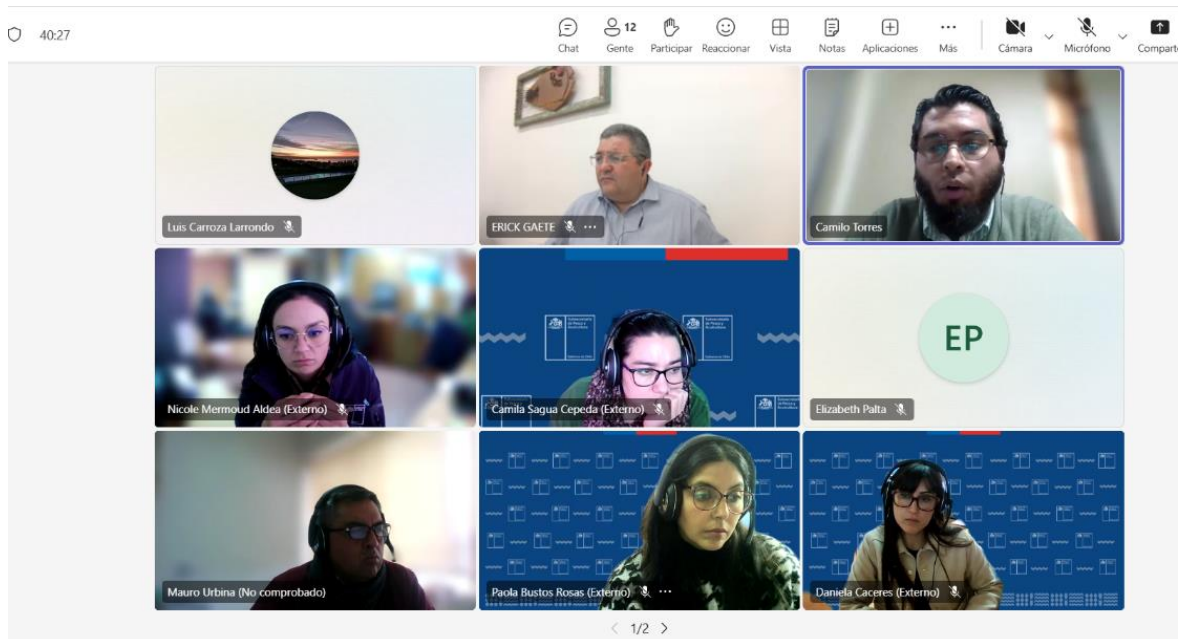 40:27
12
Chat
Gente
Participar
Reaccionar
Vista
Notas
Aplicaciones
Más
Cámara
Micrófono
Luis Carroza Larrondo
ERICK GAETE
Camilo Torres
Nicole Mermoud Aldea (Externo)
Camila Sagua Cepeda (Externo)
EP
Elizabeth Palta
Mauro Urbina (No comprobado)
Paola Bustos Rosas (Externo)
Daniela Caceres (Externo)
1/2